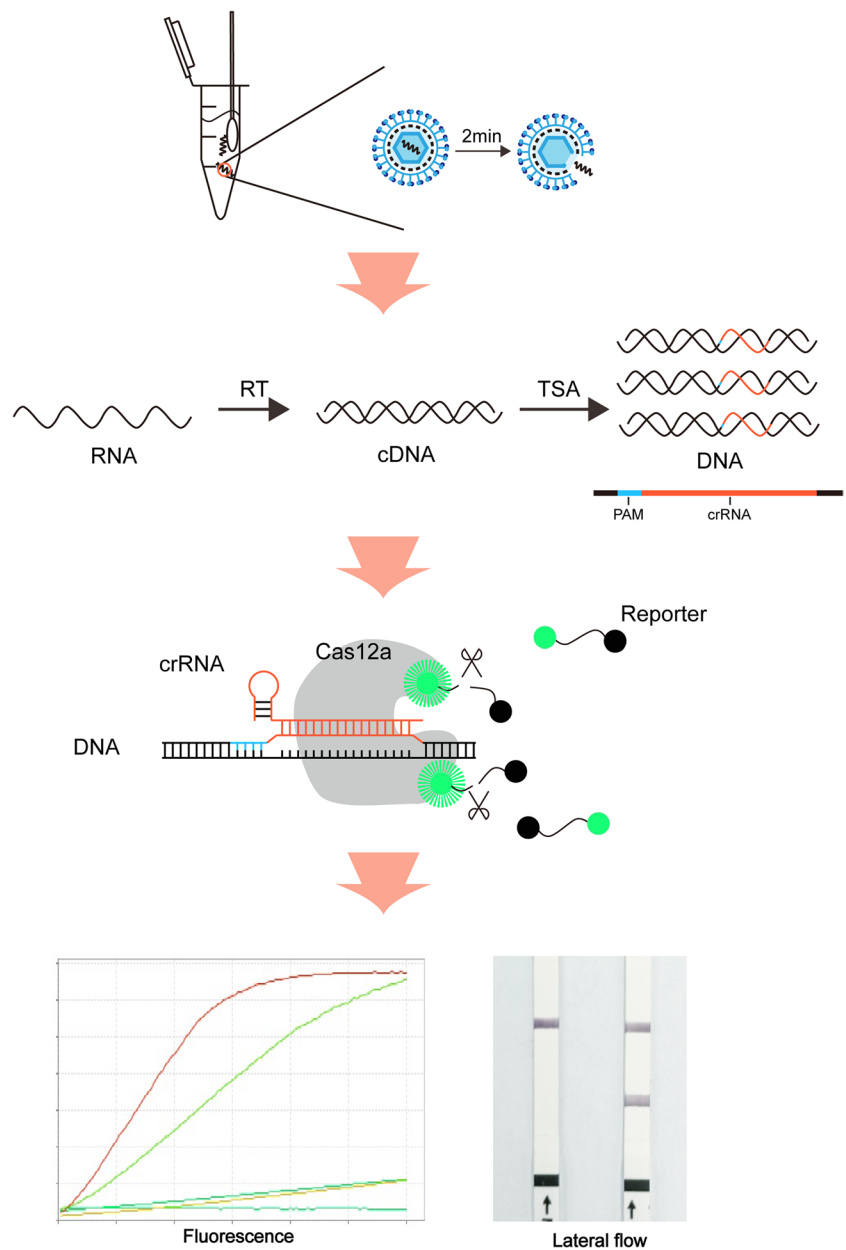 2min
RT
TSA
RNA
cDNA
DNA
PAM
crRNA
Reporter
Cas12a
crRNA
DNA
Fluorescence
Lateral flow